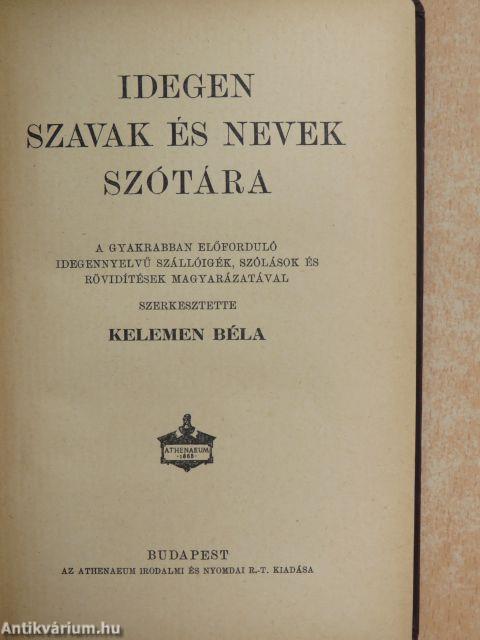 IDEGEN
SZAVAK ÉS NEVEK
SZÓTÁRA
A GYAKRABBAN ELŐFORDULÓ
IDEGENNYELVŰ SZÁLLÓIGÉK, SZÓLÁSOK ÉS
RÖVIDÍTÉSEK MAGYARÁZATÁVAL
SZERKESZTETTE
KELEMEN BÉLA
ATHENAEUM
·1868·
BUDAPEST
AZ ATHENAEUM IRODALMI ÉS NYOMDAI R.-T. KIADÁSA
Antikvárium.hu